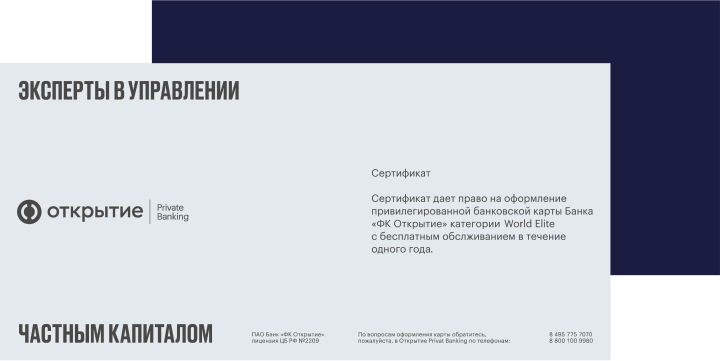 ЭКСПЕРТЫ В УПРАВЛЕНИИ
Сертификат
Сертификат дает право на оформление
привилегированной банковской карты Банка
«ФК Открытие» категории World Elite
с бесплатным обслживанием в течение
одного года.
открытие
Private
Banking
ЧАСТНЫМ КАПИТАЛОМ
ПАО Банк «ФК Открытие»
лицензия ЦБ РФ №2209
По вопросам оформления карты обратитесь,
пожалуйста, в Открытие Privat Banking по телефонам:
8 495 775 7070
8 800 100 9980